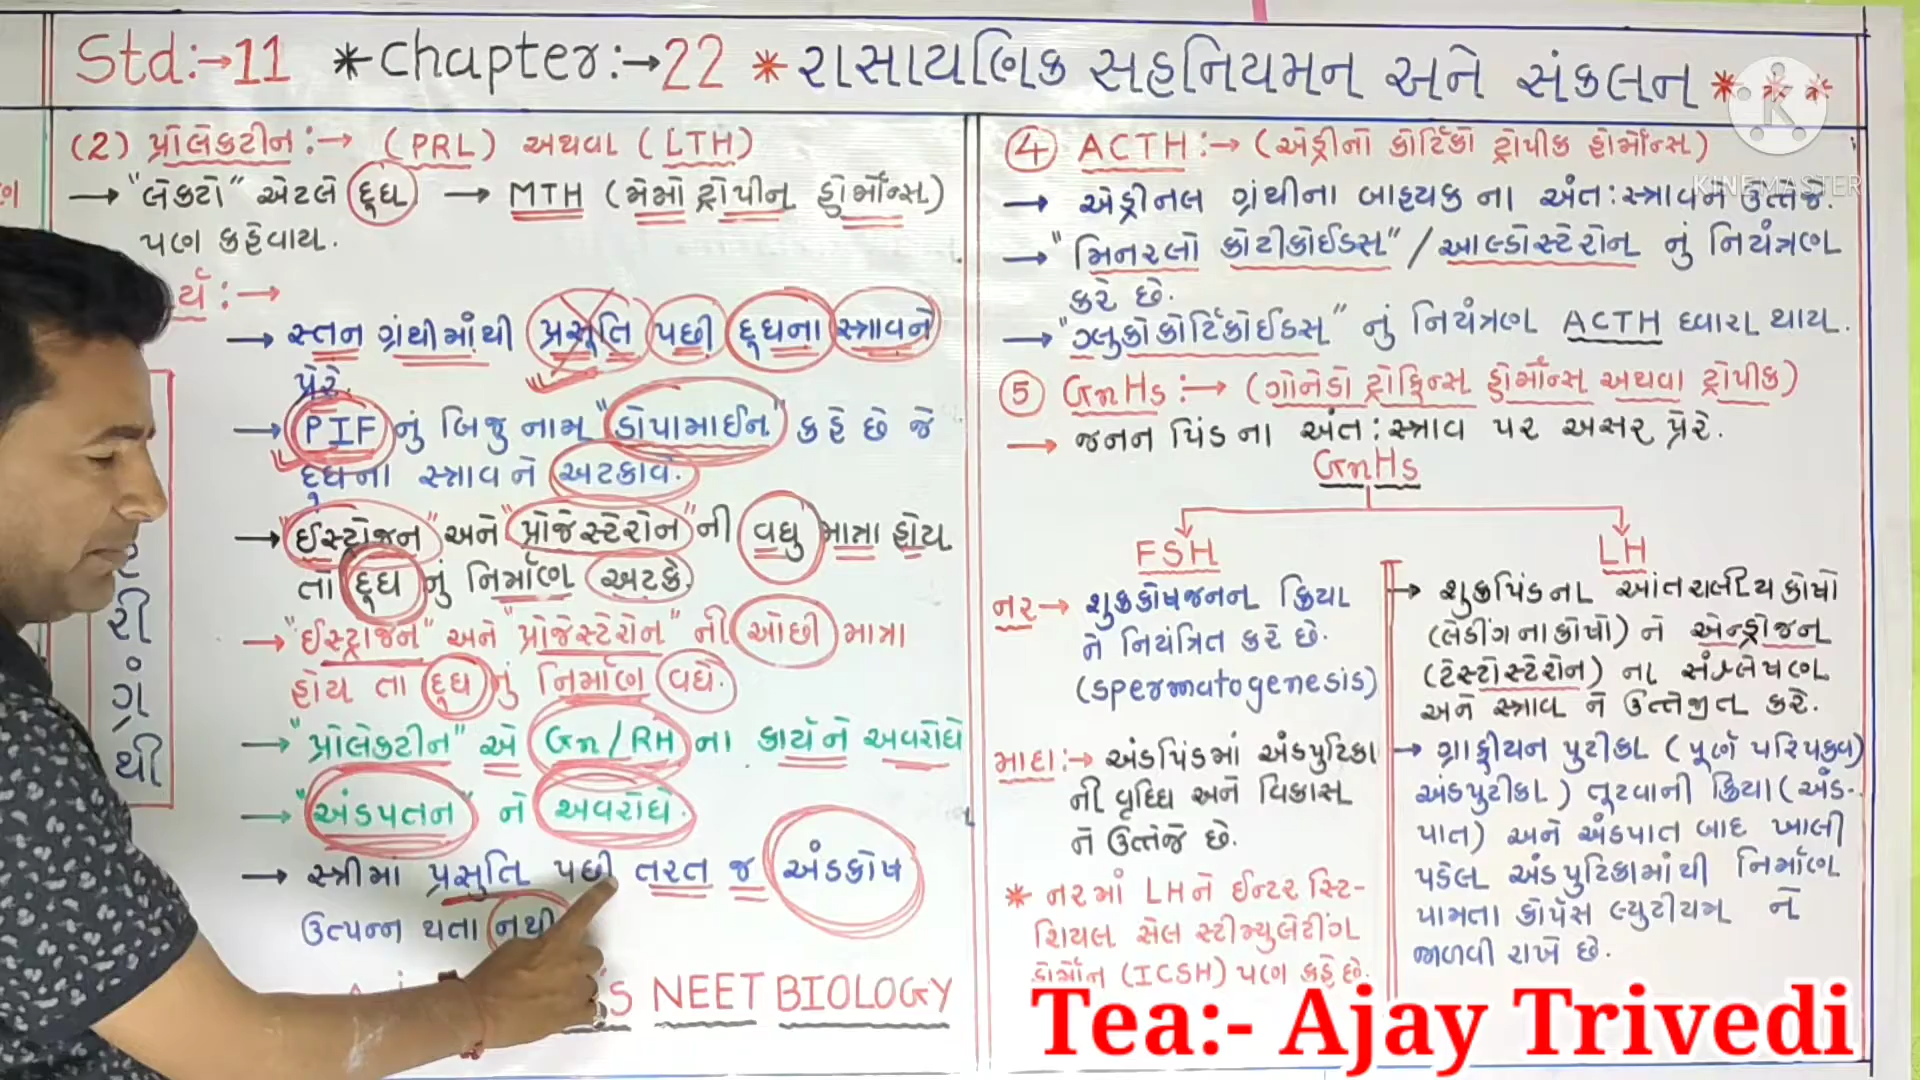 Std:→11 * Chapter:→22 * રાસાયણિક સહનિયમન અને સંકલન *
KINEMASTER
(2) પ્રોલેક્ટીન:→ (PRL) અથવા (LTH)
→ "લેકટો" એટલે દૂધ → MTH (મેમો ટ્રોપીન હોર્મોન્સ)
પણ કહેવાય.
ર્ય:→
→ સ્તન ગ્રંથીમાંથી પ્રસૂતિ પછી દૂધના સ્ત્રાવને
પ્રેરે.
→ PIF નું બિજુ નામ "ડોપામાઈન" કહે છે જે
દૂધના સ્ત્રાવ ને અટકાવે.
→ "ઈસ્ટ્રોજન" અને "પ્રોજેસ્ટેરોન" ની વધુ માત્રા હોય
તો દૂધ નું નિર્માણ અટકે.
→ "ઈસ્ટ્રોજન" અને "પ્રોજેસ્ટેરોન" ની ઓછી માત્રા
હોય તો દૂધ નું નિર્માણ વધે.
→ "પ્રોલેકટીન" એ Gn/RH ના કાર્ય ને અવરોધે
→ "અંડપતન" ને અવરોધે.
→ સ્ત્રીમાં પ્રસુતિ પછી તરત જ અંડકોષ
ઉત્પન્ન થતા નથી
S NEET BIOLOGY
રી
ગ્રં
થી
④ ACTH:→ (એડ્રીનો કોર્ટિકો ટ્રોપીક હોર્મોન્સ)
→ એડ્રીનલ ગ્રંથીના બાહ્યક ના અંત:સ્ત્રાવને ઉત્તેજે.
→ "મિનરલો કોર્ટીકોઈડસ" / આલ્ડોસ્ટેરોન નું નિયંત્રણ
કરે છે.
→ "ગ્લુકોકોર્ટિકોઈડસ" નું નિયંત્રણ ACTH ધ્વારા થાય.
⑤ GnHs:→ (ગોનેડો ટ્રોફિન્સ હોર્મોન્સ અથવા ટ્રોપીક)
→ જનન પિંડ ના અંત:સ્ત્રાવ પર અસર પ્રેરે.
GnHs
FSH LH
નર→ શુક્રકોષજનન ક્રિયા
ને નિયંત્રિત કરે છે.
(spermatogenesis)
માદા:→ અંડપિંડમાં અંડપુટિકા
ની વૃધ્ધિ અને વિકાસ
ને ઉત્તેજે છે.
* નરમાં LH ને ઈન્ટર સ્ટિ-
શિયલ સેલ સ્ટીમ્યુલેટીંગ
હોર્મોન (ICSH) પણ કહે છે.
→ શુક્રપિંડના આંતરાલીય કોષો
(લેડીંગ ના કોષો) ને એન્ડ્રોજન
(ટેસ્ટોસ્ટેરોન) ના સંશ્લેષણ
અને સ્ત્રાવ ને ઉત્તેજીત કરે.
→ ગ્રાફીયન પુટીકા (પૂર્ણ પરિપક્વ)
અંડપુટીકા) તૂટવાની ક્રિયા (અંડ-
પાત) અને અંડપાત બાદ ખાલી
પડેલ અંડપુટિકામાંથી નિર્માણ
પામતા કોર્પસ લ્યુટીયમ ને
જાળવી રાખે છે.
Tea:- Ajay Trivedi